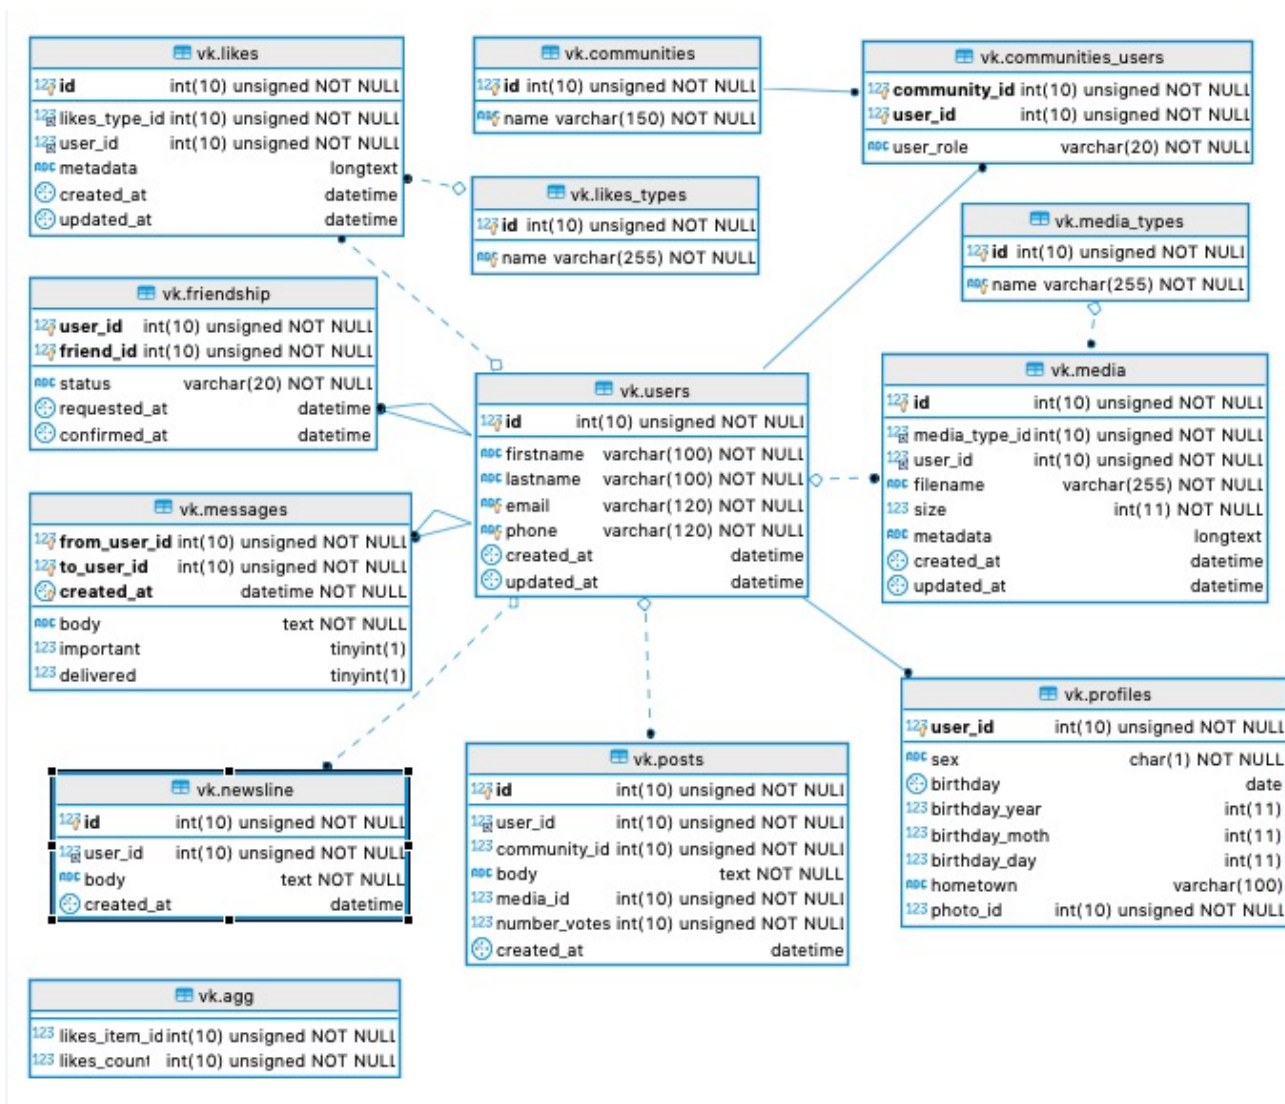 vk.likes
id int(10) unsigned NOT NULL
likes_type_id int(10) unsigned NOT NULL
user_id int(10) unsigned NOT NULL
metadata longtext
created_at datetime
updated_at datetime
vk.communities
id int(10) unsigned NOT NULL
name varchar(150) NOT NULL
vk.communities_users
community_id int(10) unsigned NOT NULL
user_id int(10) unsigned NOT NULL
user_role varchar(20) NOT NULL
vk.likes_types
id int(10) unsigned NOT NULL
name varchar(255) NOT NULL
vk.media_types
id int(10) unsigned NOT NULL
name varchar(255) NOT NULL
vk.friendship
user_id int(10) unsigned NOT NULL
friend_id int(10) unsigned NOT NULL
status varchar(20) NOT NULL
requested_at datetime
confirmed_at datetime
vk.users
id int(10) unsigned NOT NULL
firstname varchar(100) NOT NULL
lastname varchar(100) NOT NULL
email varchar(120) NOT NULL
phone varchar(120) NOT NULL
created_at datetime
updated_at datetime
vk.media
id int(10) unsigned NOT NULL
media_type_id int(10) unsigned NOT NULL
user_id int(10) unsigned NOT NULL
filename varchar(255) NOT NULL
size int(11) NOT NULL
metadata longtext
created_at datetime
updated_at datetime
vk.messages
from_user_id int(10) unsigned NOT NULL
to_user_id int(10) unsigned NOT NULL
created_at datetime NOT NULL
body text NOT NULL
important tinyint(1)
delivered tinyint(1)
vk.newsline
id int(10) unsigned NOT NULL
user_id int(10) unsigned NOT NULL
body text NOT NULL
created_at datetime
vk.posts
id int(10) unsigned NOT NULL
user_id int(10) unsigned NOT NULL
community_id int(10) unsigned NOT NULL
body text NOT NULL
media_id int(10) unsigned NOT NULL
number_votes int(10) unsigned NOT NULL
created_at datetime
vk.profiles
user_id int(10) unsigned NOT NULL
sex char(1) NOT NULL
birthday date
birthday_year int(11)
birthday_moth int(11)
birthday_day int(11)
hometown varchar(100)
photo_id int(10) unsigned NOT NULL
vk.agg
likes_item_id int(10) unsigned NOT NULL
likes_count int(10) unsigned NOT NULL